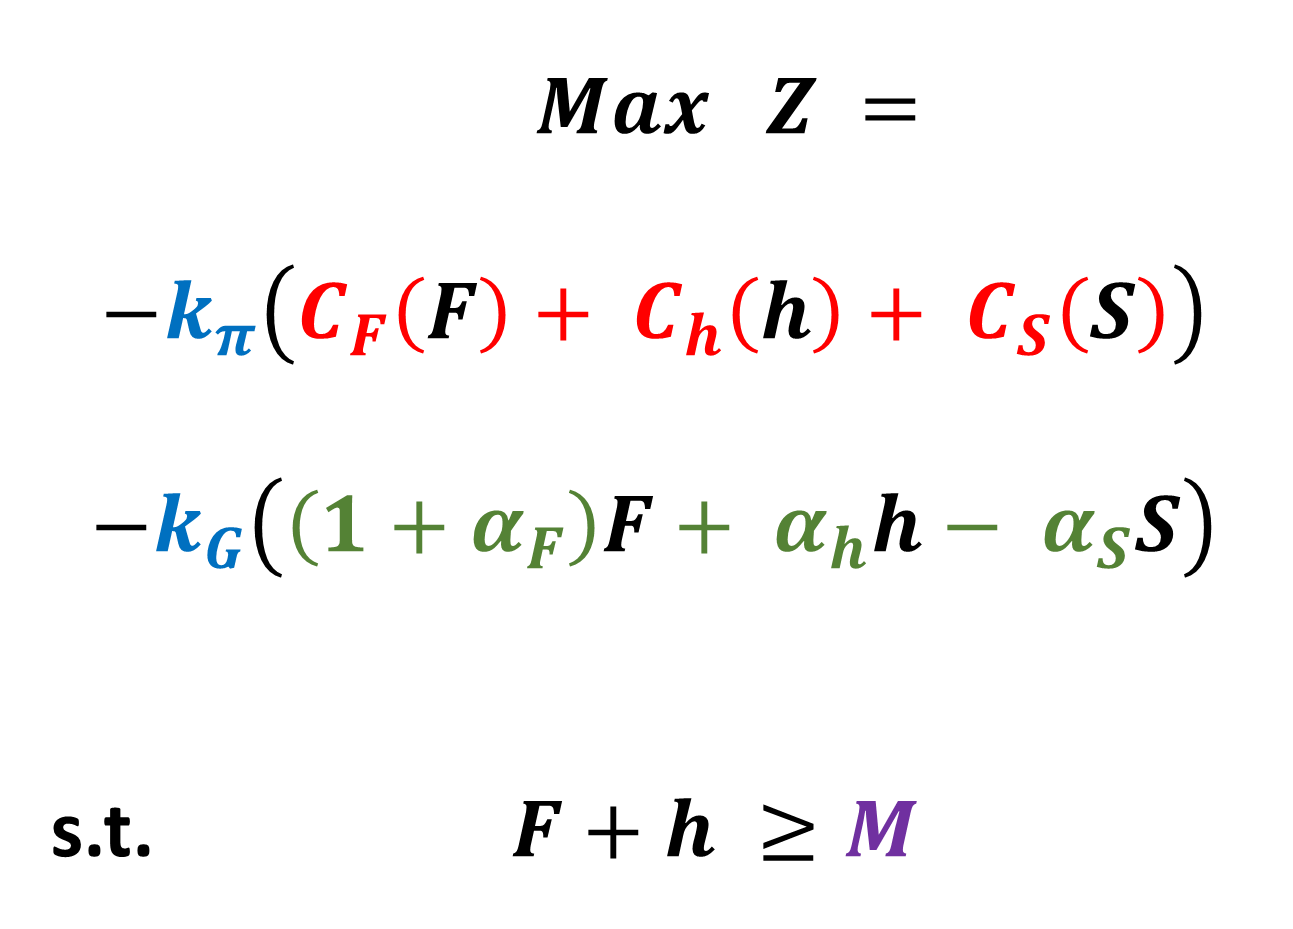 Max Z =
−k_π(C_F(F) + C_h(h) + C_S(S))
−k_G((1 + α_F)F + α_h h − α_S S)
s.t. F + h ≥ M